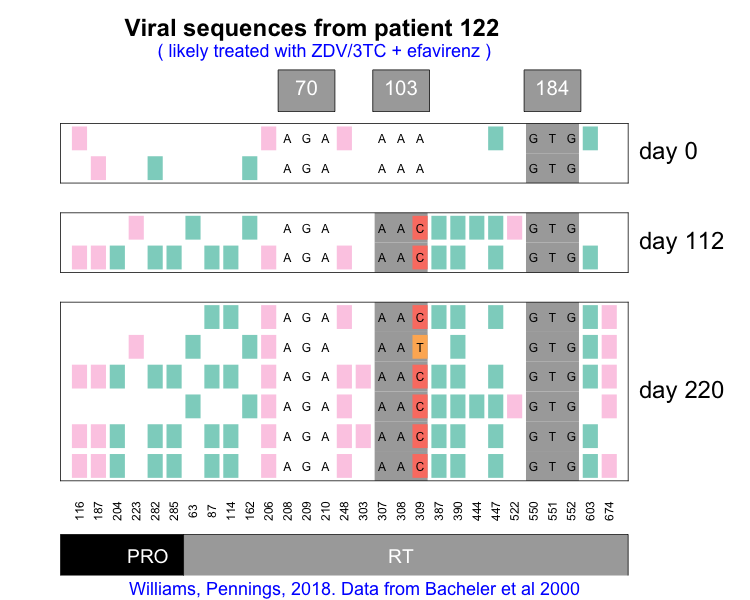 Viral sequences from patient 122
( likely treated with ZDV/3TC + efavirenz )
70 103 184
A G A A A A G T G
day 0
A G A A A A G T G
A G A A A C G T G
day 112
A G A A A C G T G
A G A A A C G T G
A G A A A T G T G
A G A A A C G T G
day 220
A G A A A C G T G
A G A A A C G T G
A G A A A C G T G
116 187 204 223 282 285 63 87 114 162 206 208 209 210 248 303 307 308 309 387 390 444 447 522 550 551 552 603 674
PRO RT
Williams, Pennings, 2018. Data from Bacheler et al 2000